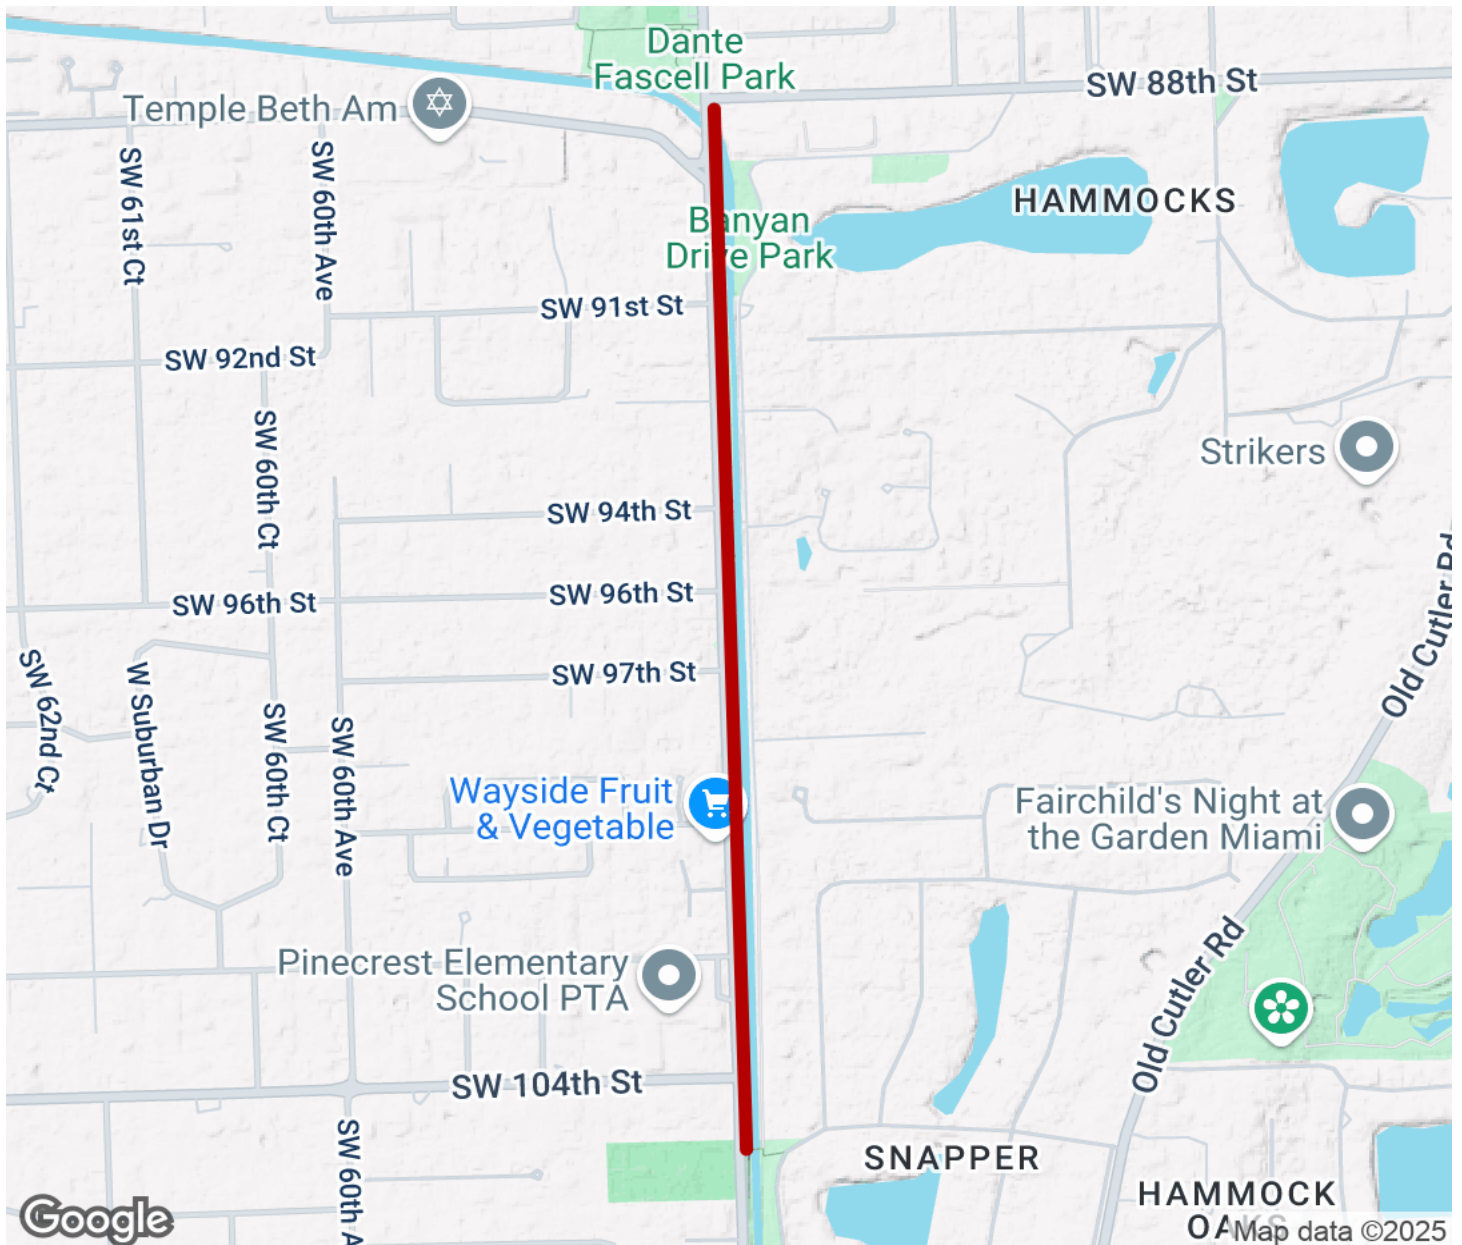 Dante
Fascell Park
SW 88th St
Temple Beth Am
SW 61st Ct
SW 60th Ave
HAMMOCKS
Banyan
Drive Park
SW 91st St
SW 92nd St
SW 60th Ct
Strikers
SW 94th St
SW 96th St
SW 96th St
Old Cutler Rd
SW 97th St
SW 62nd Ct
W Suburban Dr
SW 60th Ct
SW 60th Ave
Wayside Fruit
& Vegetable
Fairchild's Night at
the Garden Miami
Pinecrest Elementary
School PTA
Old Cutler Rd
SW 104th St
SW 60th A
SNAPPER
HAMMOCK
OAKS
Google
Map data ©2025